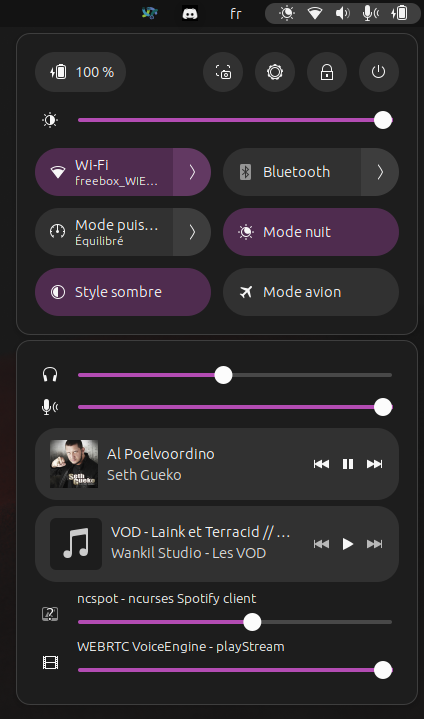 fr
100 %
Wi-Fi
freebox_WIE…
Bluetooth
Mode puis…
Équilibré
Mode nuit
Style sombre
Mode avion
Al Poelvoordino
Seth Gueko
Seth
Gueko
VOD - Laink et Terracid // …
Wankil Studio - Les VOD
ncspot - ncurses Spotify client
WEBRTC VoiceEngine - playStream